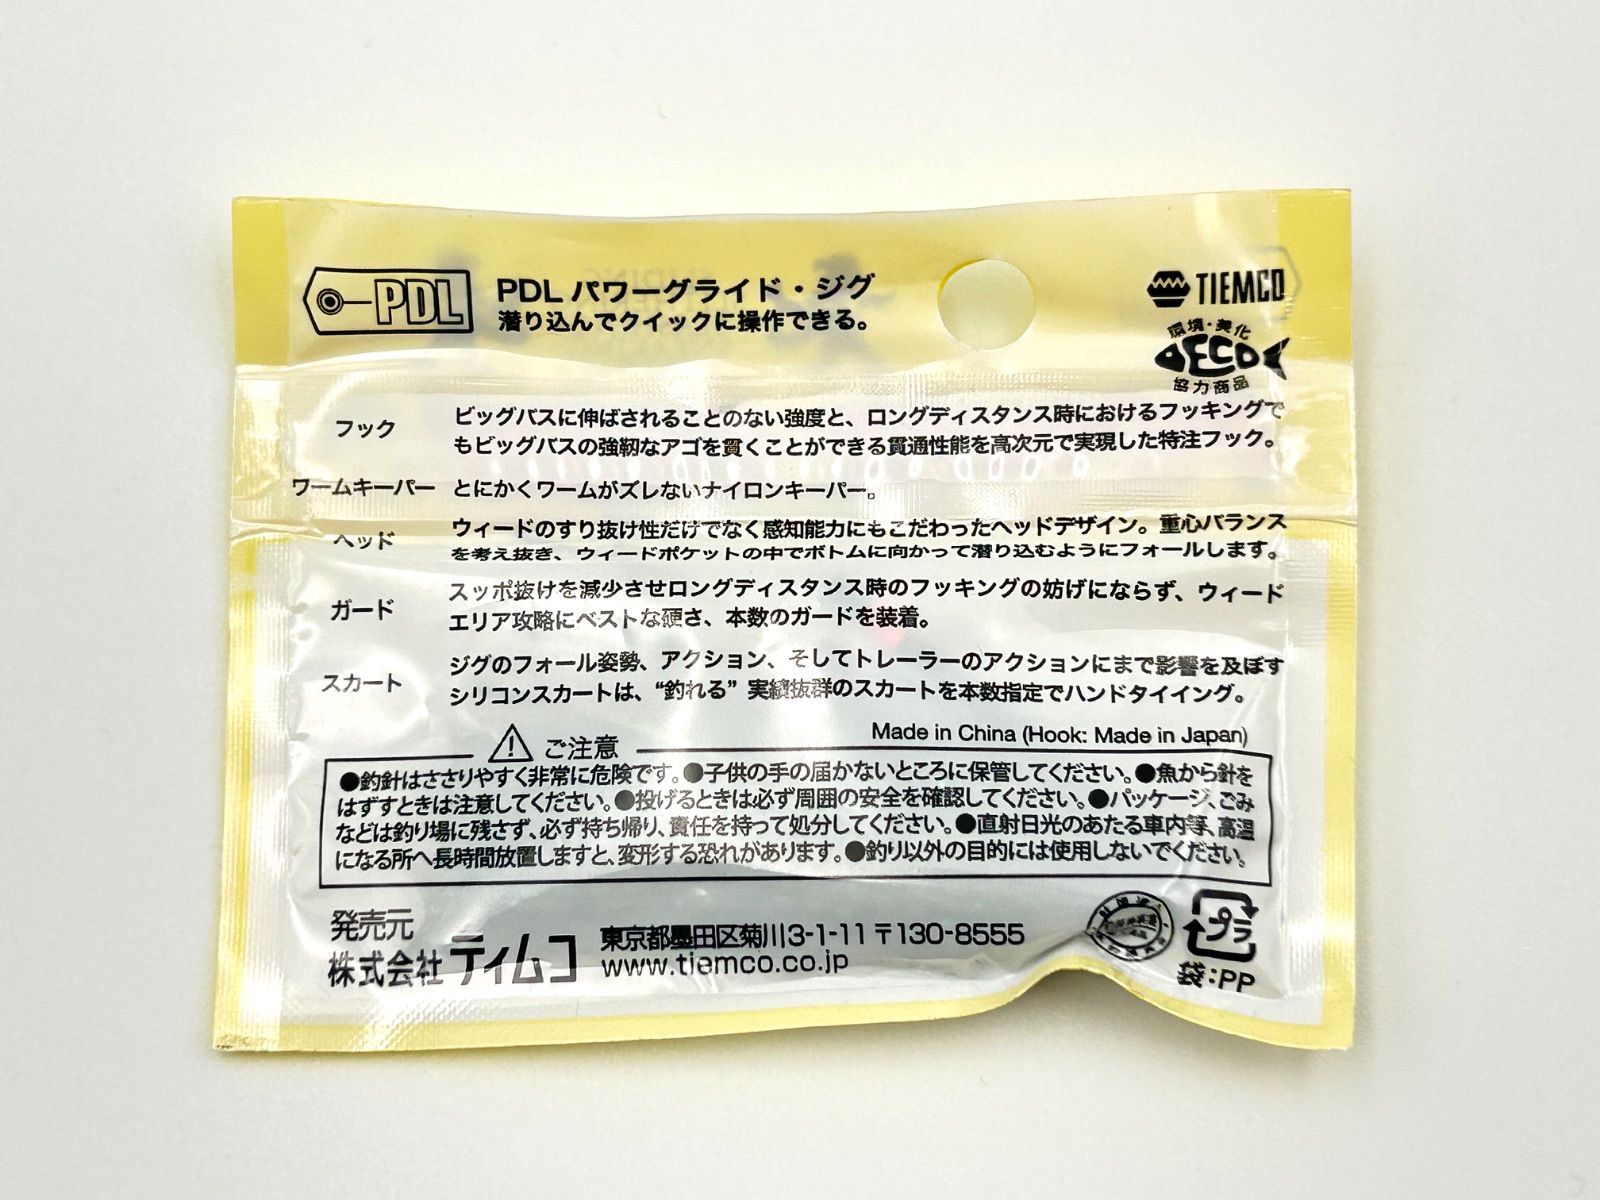 PDL
PDL パワーグライド・ジグ
潜り込んでクイックに操作できる。
TIEMCO
環境・美化
ECO
協力商品
フック
ビッグバスに伸ばされることのない強度と、ロングディスタンス時におけるフッキングで
もビッグバスの強靭なアゴを貫くことができる貫通性能を高次元で実現した特注フック。
ワームキーパー
とにかくワームがズレないナイロンキーパー。
ヘッド
ウィードのすり抜け性だけでなく感知能力にもこだわったヘッドデザイン。重心バランス
を考え抜き、ウィードポケットの中でボトムに向かって潜り込むようにフォールします。
ガード
スッポ抜けを減少させロングディスタンス時のフッキングの妨げにならず、ウィード
エリア攻略にベストな硬さ、本数のガードを装着。
スカート
ジグのフォール姿勢、アクション、そしてトレーラーのアクションにまで影響を及ぼす
シリコンスカートは、“釣れる” 実績抜群のスカートを本数指定でハンドタイイング。
Made in China (Hook: Made in Japan)
ご注意
●釣針はささりやすく非常に危険です。●子供の手の届かないところに保管してください。●魚から針を
はずすときは注意してください。●投げるときは必ず周囲の安全を確認してください。●パッケージ、ごみ
などは釣り場に残さず、必ず持ち帰り、責任を持って処分してください。●直射日光のあたる車内等、高温
になる所へ長時間放置しますと、変形する恐れがあります。●釣り以外の目的には使用しないでください。
発売元
株式会社 ティムコ
東京都墨田区菊川3-1-11 〒130-8555
www.tiemco.co.jp
プラ
袋:PP